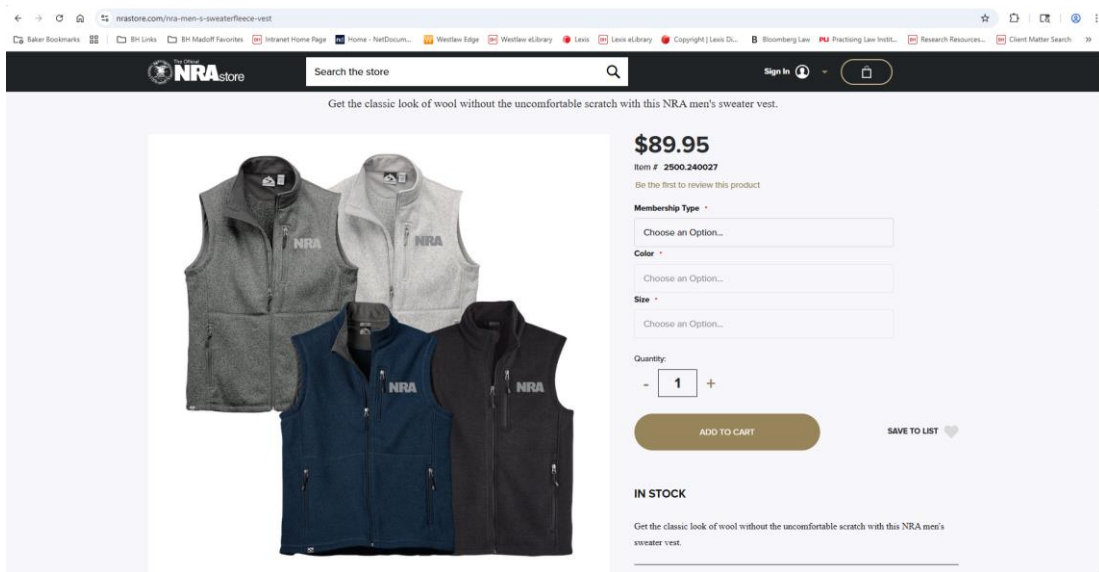 nrastore.com/nra-men-s-sweaterfleece-vest
Baker Bookmarks BH Links BH Madoff Favorites Intranet Home Page Home - NetDocum... Westlaw Edge Westlaw eLibrary Lexis Lexis eLibrary Copyright | Lexis Di... Bloomberg Law PLI Practising Law Instit... Research Resources... Client Matter Search
The Official
NRAstore
Search the store
Sign In
Get the classic look of wool without the uncomfortable scratch with this NRA men's sweater vest.
NRA
NRA
NRA
NRA
$89.95
Item # 2500.240027
Be the first to review this product
Membership Type
Choose an Option...
Color
Choose an Option...
Size
Choose an Option...
Quantity:
- 1 +
ADD TO CART
SAVE TO LIST
IN STOCK
Get the classic look of wool without the uncomfortable scratch with this NRA men's
sweater vest.